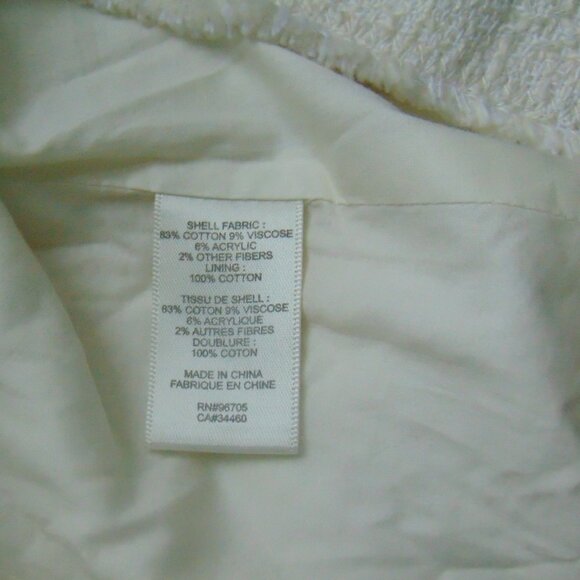 SHELL FABRIC :
83% COTTON 9% VISCOSE
6% ACRYLIC
2% OTHER FIBERS
LINING :
100% COTTON
TISSU DE SHELL :
83% COTON 9% VISCOSE
6% ACRYLIQUE
2% AUTRES FIBRES
DOUBLURE :
100% COTON
MADE IN CHINA
FABRIQUE EN CHINE
RN#96705
CA#34460